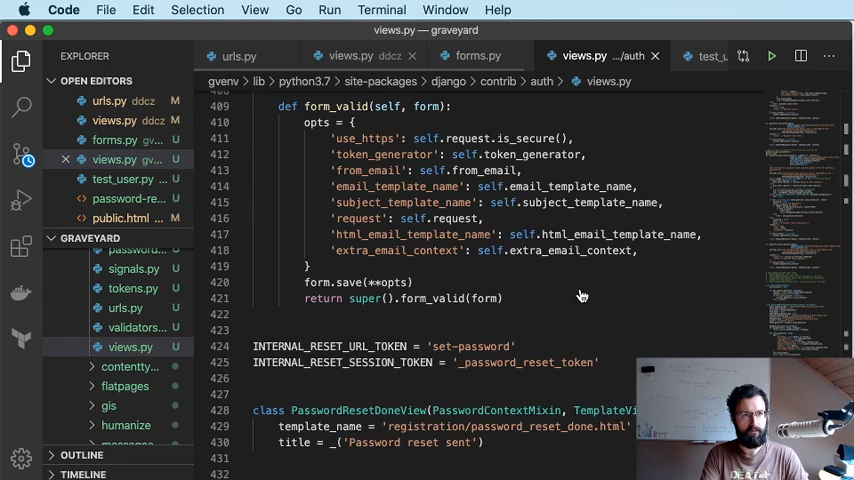 Code File Edit Selection View Go Run Terminal Window Help
views.py — graveyard
EXPLORER
urls.py
views.py ddcz
forms.py
views.py .../auth
test_u
OPEN EDITORS
gvenv > lib > python3.7 > site-packages > django > contrib > auth > views.py
urls.py ddcz M
views.py ddcz M
forms.py gv... U
views.py gv... U
test_user.py ... U
password-re... U
public.html ... U
GRAVEYARD
signals.py U
tokens.py U
urls.py U
validators... U
views.py U
contentty...
flatpages
gis
humanize
OUTLINE
TIMELINE
409 def form_valid(self, form):
410 opts = {
411 'use_https': self.request.is_secure(),
412 'token_generator': self.token_generator,
413 'from_email': self.from_email,
414 'email_template_name': self.email_template_name,
415 'subject_template_name': self.subject_template_name,
416 'request': self.request,
417 'html_email_template_name': self.html_email_template_name,
418 'extra_email_context': self.extra_email_context,
419 }
420 form.save(**opts)
421 return super().form_valid(form)
422
423
424 INTERNAL_RESET_URL_TOKEN = 'set-password'
425 INTERNAL_RESET_SESSION_TOKEN = '_password_reset_token'
426
427
428 class PasswordResetDoneView(PasswordContextMixin, TemplateVi
429 template_name = 'registration/password_reset_done.html'
430 title = _('Password reset sent')
431
432